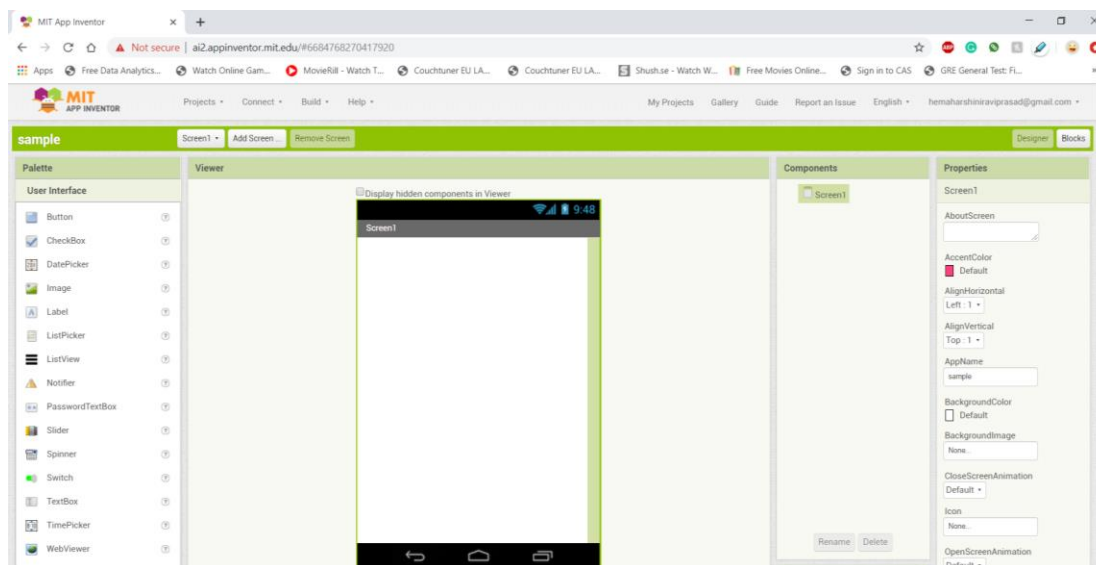 MIT App Inventor
Not secure | ai2.appinventor.mit.edu/#6684768270417920
Apps Free Data Analytics... Watch Online Gam... MovieRill - Watch T... Couchtuner EU LA... Couchtuner EU LA... Shush.se - Watch W... Free Movies Online... Sign in to CAS GRE General Test: Fi...
MIT APP INVENTOR Projects Connect Build Help My Projects Gallery Guide Report an Issue English hemaharshiniraviprasad@gmail.com
sample Screen1 Add Screen ... Remove Screen Designer Blocks
Palette
User Interface
Button
CheckBox
DatePicker
Image
Label
ListPicker
ListView
Notifier
PasswordTextBox
Slider
Spinner
Switch
TextBox
TimePicker
WebViewer
Viewer
Display hidden components in Viewer
9:48
Screen1
Components
Screen1
Rename Delete
Properties
Screen1
AboutScreen
AccentColor
Default
AlignHorizontal
Left : 1
AlignVertical
Top : 1
AppName
sample
BackgroundColor
Default
BackgroundImage
None...
CloseScreenAnimation
Default
Icon
None...
OpenScreenAnimation
Default